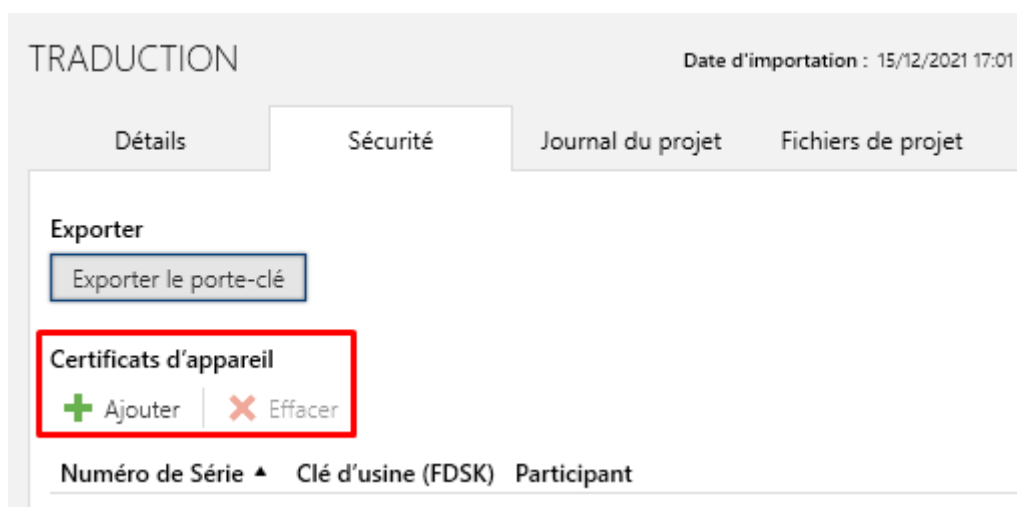 TRADUCTION
Date d'importation : 15/12/2021 17:01
Détails Sécurité Journal du projet Fichiers de projet
Exporter
Exporter le porte-clé
Certificats d'appareil
Ajouter Effacer
Numéro de Série ▲ Clé d'usine (FDSK) Participant